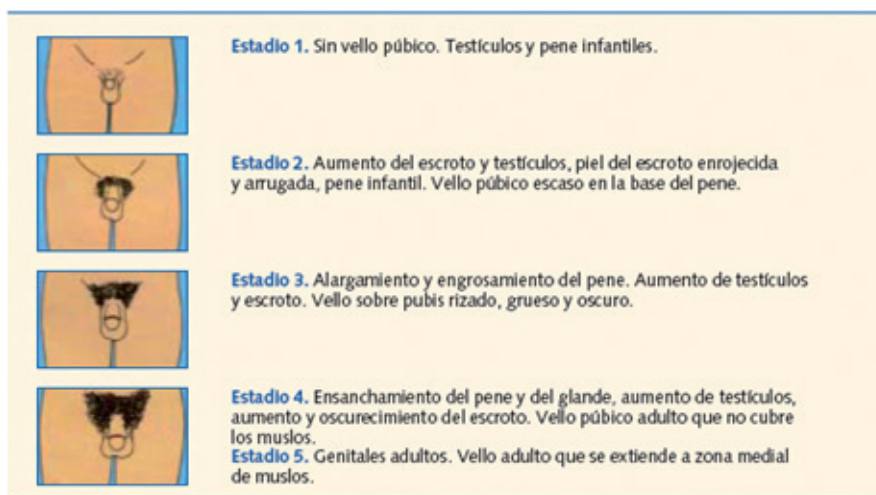 Estadio 1. Sin vello púbico. Testículos y pene infantiles.
Estadio 2. Aumento del escroto y testículos, piel del escroto enrojecida
y arrugada, pene infantil. Vello púbico escaso en la base del pene.
Estadio 3. Alargamiento y engrosamiento del pene. Aumento de testículos
y escroto. Vello sobre pubis rizado, grueso y oscuro.
Estadio 4. Ensanchamiento del pene y del glande, aumento de testículos,
aumento y oscurecimiento del escroto. Vello púbico adulto que no cubre
los muslos.
Estadio 5. Genitales adultos. Vello adulto que se extiende a zona medial
de muslos.